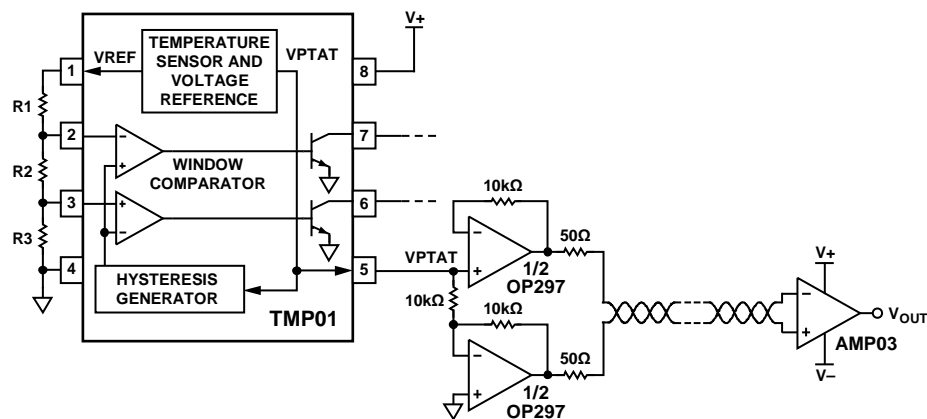 V+
TEMPERATURE
SENSOR AND
VOLTAGE
REFERENCE
VREF
VPTAT
1
8
R1
2
7
R2
WINDOW
COMPARATOR
3
6
R3
4
5
HYSTERESIS
GENERATOR
TMP01
VPTAT
10kΩ
50Ω
1/2
OP297
10kΩ
10kΩ
50Ω
1/2
OP297
V+
VOUT
AMP03
V–